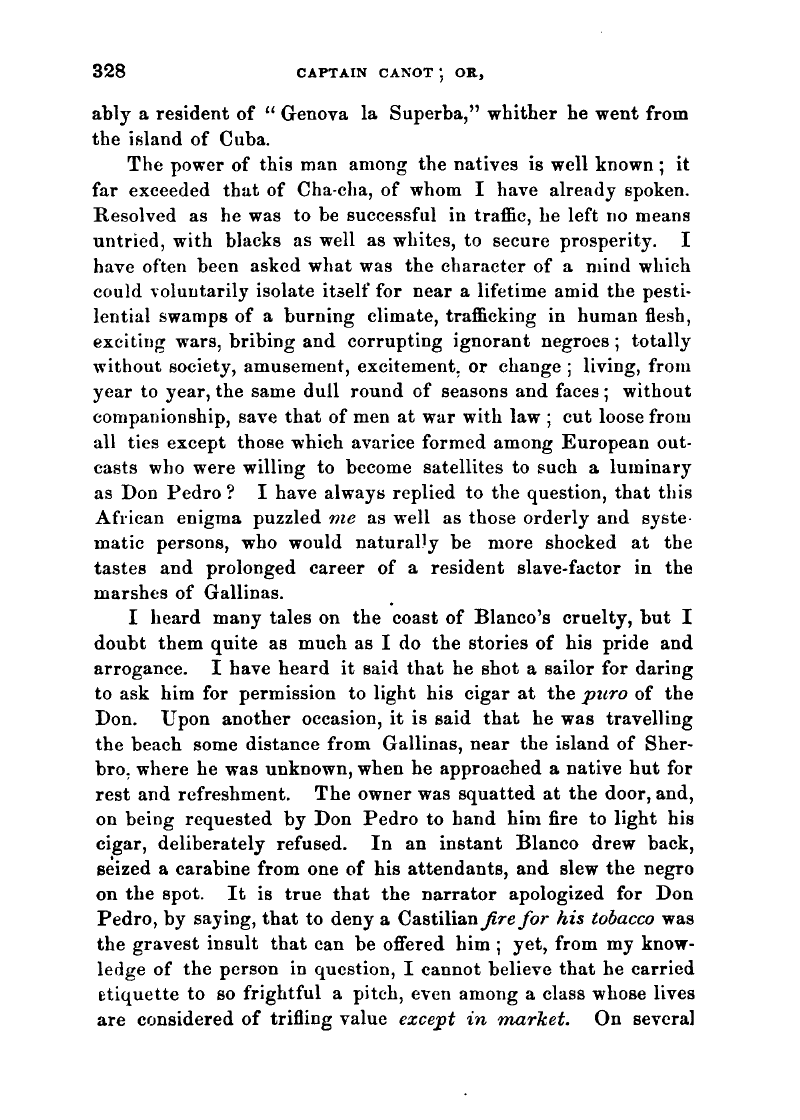 328 CAPTAIN CANOT; OR,
ably a resident of “Genova la Superba,” whither he went from
the island of Cuba.
The power of this man among the natives is well known; it
far exceeded that of Cha-cha, of whom I have already spoken.
Resolved as he was to be successful in traffic, he left no means
untried, with blacks as well as whites, to secure prosperity. I
have often been asked what was the character of a mind which
could voluntarily isolate itself for near a lifetime amid the pesti-
lential swamps of a burning climate, trafficking in human flesh,
exciting wars, bribing and corrupting ignorant negroes; totally
without society, amusement, excitement, or change; living, from
year to year, the same dull round of seasons and faces; without
companionship, save that of men at war with law; cut loose from
all ties except those which avarice formed among European out-
casts who were willing to become satellites to such a luminary
as Don Pedro? I have always replied to the question, that this
African enigma puzzled me as well as those orderly and syste-
matic persons, who would naturally be more shocked at the
tastes and prolonged career of a resident slave-factor in the
marshes of Gallinas.
I heard many tales on the coast of Blanco’s cruelty, but I
doubt them quite as much as I do the stories of his pride and
arrogance. I have heard it said that he shot a sailor for daring
to ask him for permission to light his cigar at the puro of the
Don. Upon another occasion, it is said that he was travelling
the beach some distance from Gallinas, near the island of Sher-
bro, where he was unknown, when he approached a native hut for
rest and refreshment. The owner was squatted at the door, and,
on being requested by Don Pedro to hand him fire to light his
cigar, deliberately refused. In an instant Blanco drew back,
seized a carabine from one of his attendants, and slew the negro
on the spot. It is true that the narrator apologized for Don
Pedro, by saying, that to deny a Castilian fire for his tobacco was
the gravest insult that can be offered him; yet, from my know-
ledge of the person in question, I cannot believe that he carried
etiquette to so frightful a pitch, even among a class whose lives
are considered of trifling value except in market. On several